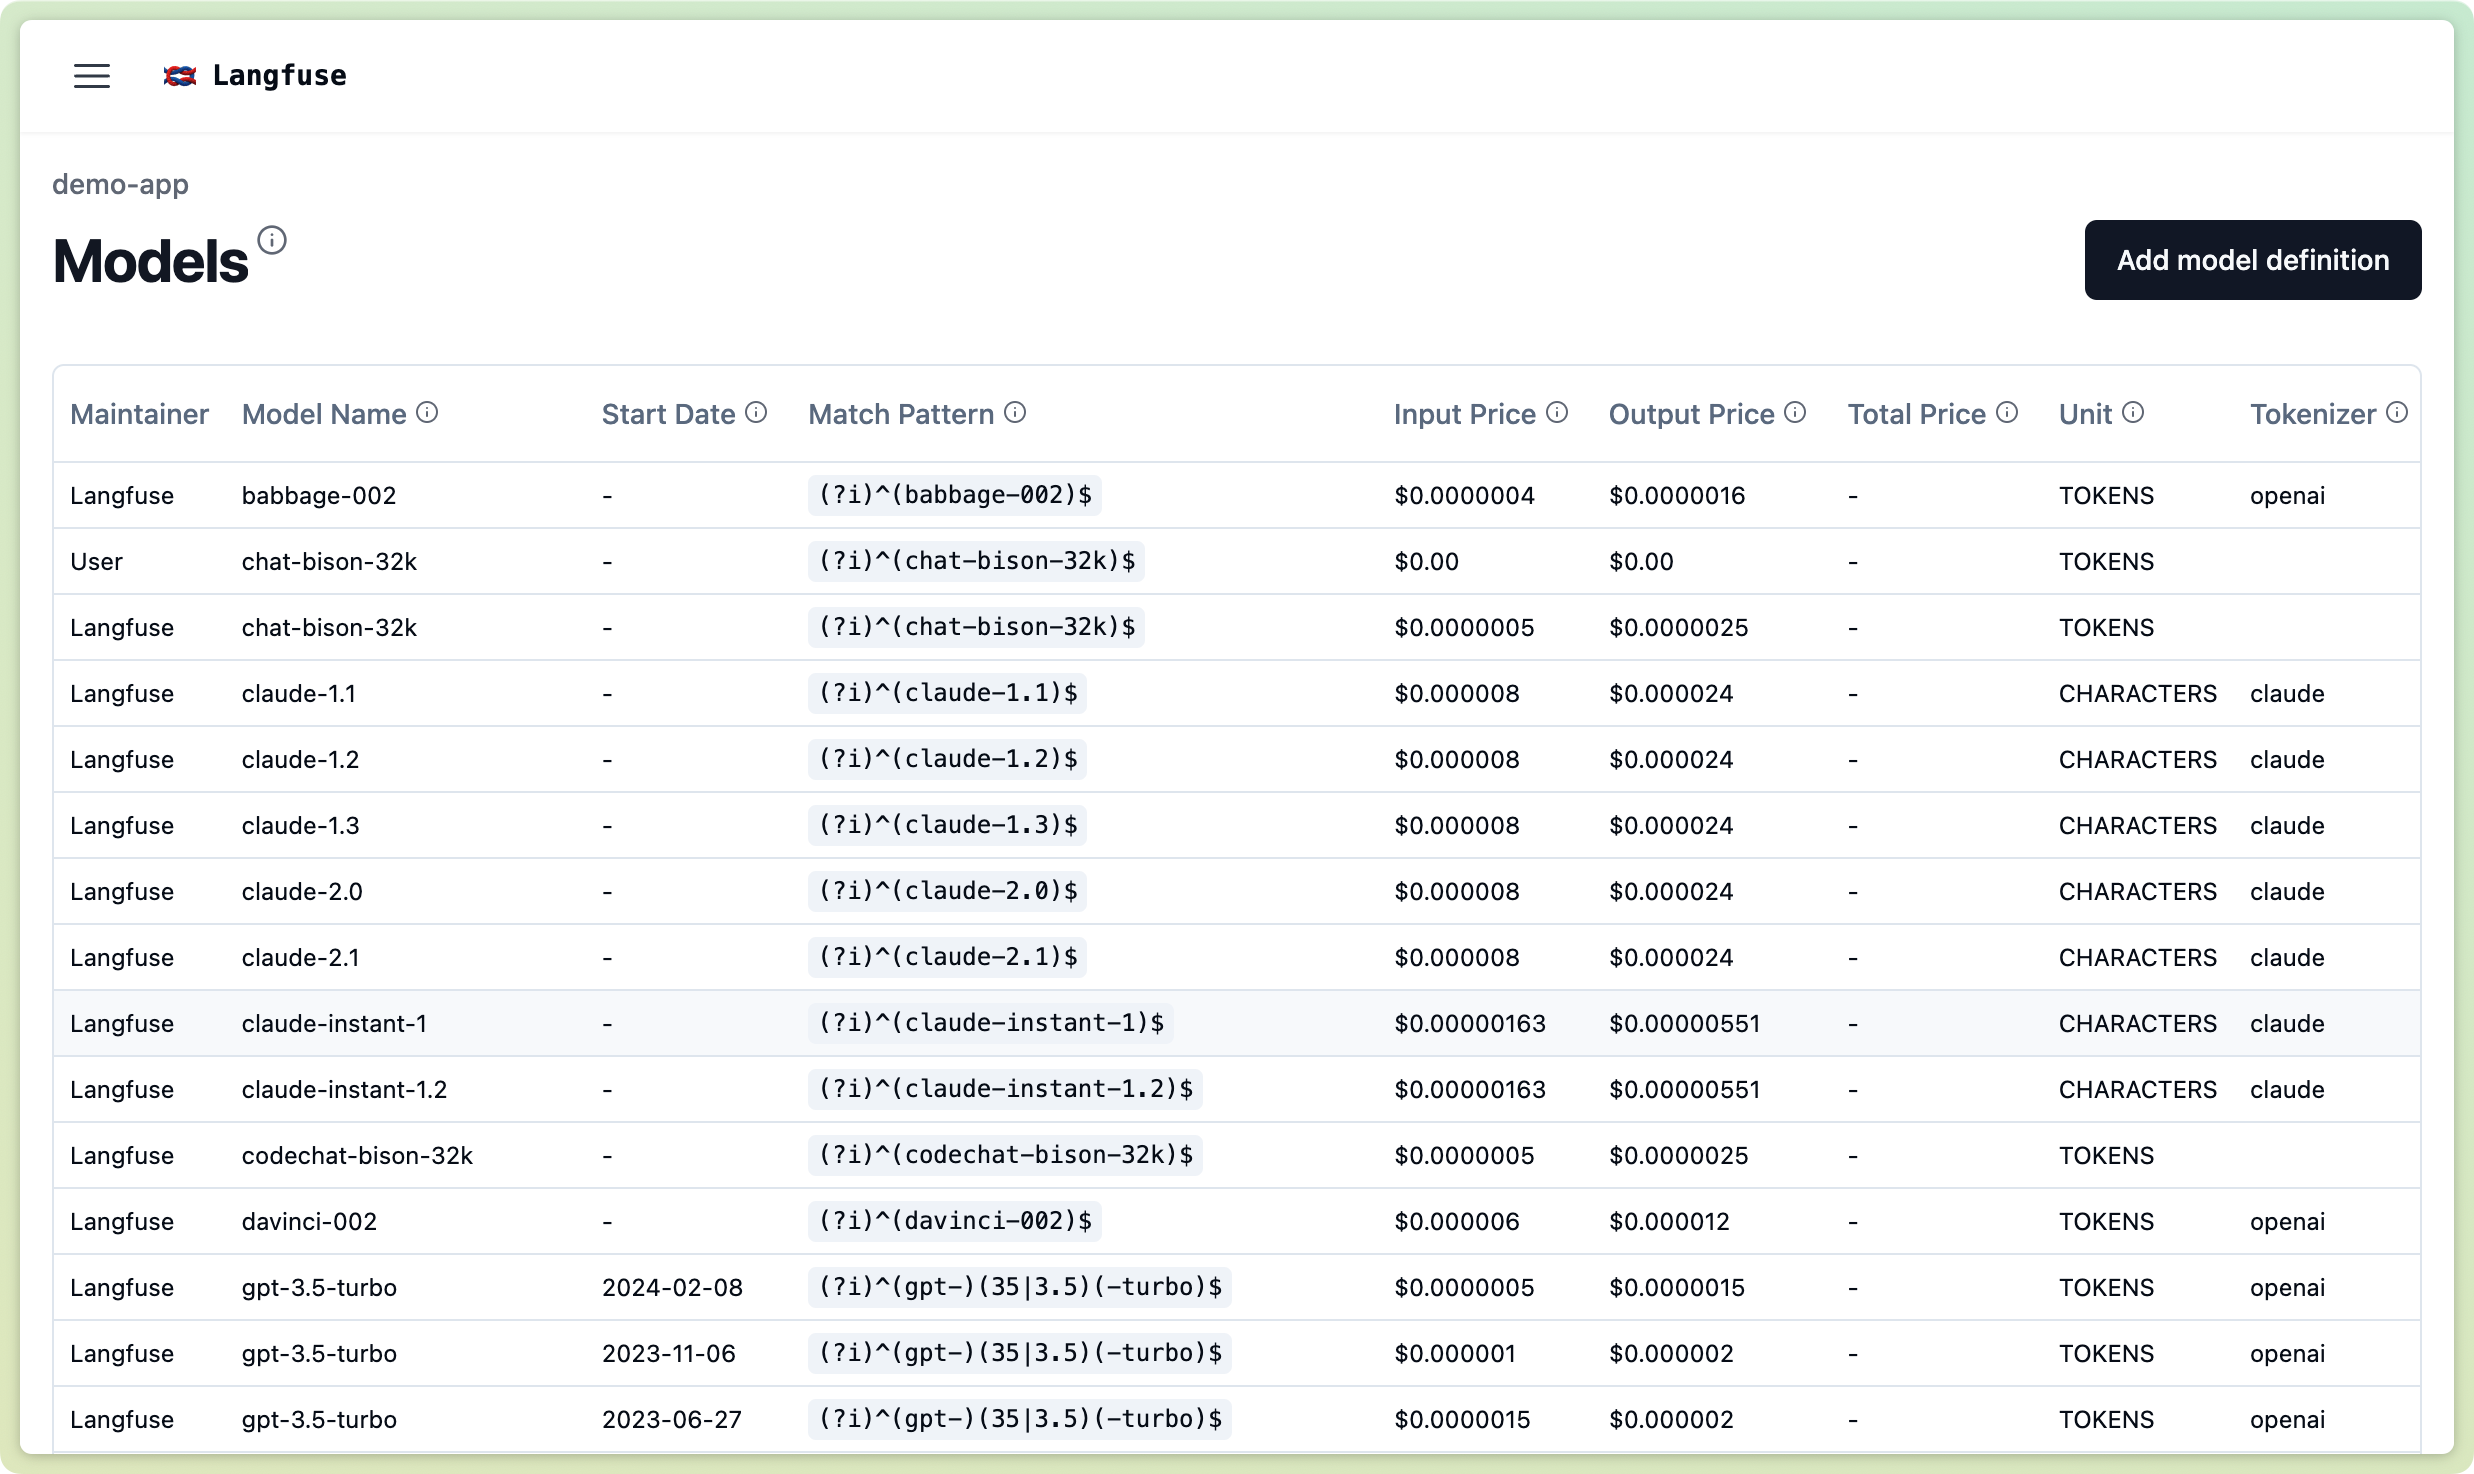 Langfuse
demo-app
Models
Add model definition
Maintainer Model Name Start Date Match Pattern Input Price Output Price Total Price Unit Tokenizer
Langfuse babbage-002 - (?i)^(babbage-002)$ $0.0000004 $0.0000016 - TOKENS openai
User chat-bison-32k - (?i)^(chat-bison-32k)$ $0.00 $0.00 - TOKENS
Langfuse chat-bison-32k - (?i)^(chat-bison-32k)$ $0.0000005 $0.0000025 - TOKENS
Langfuse claude-1.1 - (?i)^(claude-1.1)$ $0.000008 $0.000024 - CHARACTERS claude
Langfuse claude-1.2 - (?i)^(claude-1.2)$ $0.000008 $0.000024 - CHARACTERS claude
Langfuse claude-1.3 - (?i)^(claude-1.3)$ $0.000008 $0.000024 - CHARACTERS claude
Langfuse claude-2.0 - (?i)^(claude-2.0)$ $0.000008 $0.000024 - CHARACTERS claude
Langfuse claude-2.1 - (?i)^(claude-2.1)$ $0.000008 $0.000024 - CHARACTERS claude
Langfuse claude-instant-1 - (?i)^(claude-instant-1)$ $0.00000163 $0.00000551 - CHARACTERS claude
Langfuse claude-instant-1.2 - (?i)^(claude-instant-1.2)$ $0.00000163 $0.00000551 - CHARACTERS claude
Langfuse codechat-bison-32k - (?i)^(codechat-bison-32k)$ $0.0000005 $0.0000025 - TOKENS
Langfuse davinci-002 - (?i)^(davinci-002)$ $0.000006 $0.000012 - TOKENS openai
Langfuse gpt-3.5-turbo 2024-02-08 (?i)^(gpt-)(35|3.5)(-turbo)$ $0.0000005 $0.0000015 - TOKENS openai
Langfuse gpt-3.5-turbo 2023-11-06 (?i)^(gpt-)(35|3.5)(-turbo)$ $0.000001 $0.000002 - TOKENS openai
Langfuse gpt-3.5-turbo 2023-06-27 (?i)^(gpt-)(35|3.5)(-turbo)$ $0.0000015 $0.000002 - TOKENS openai